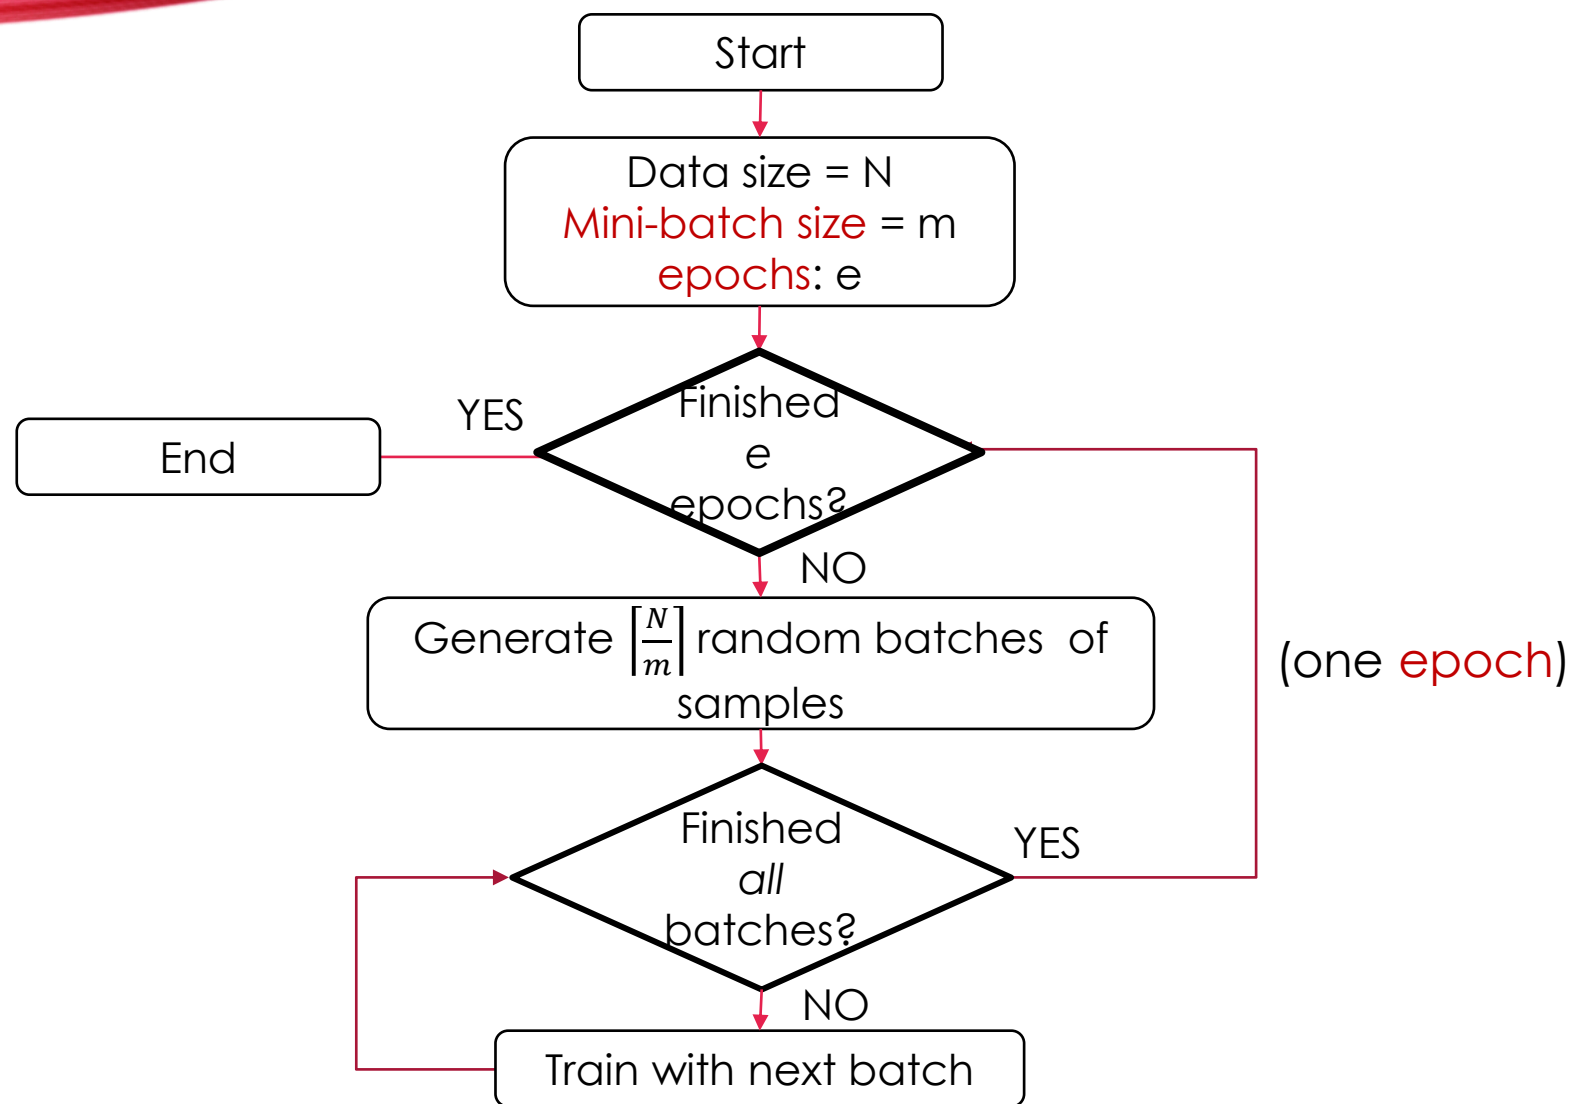 Start
Data size = N
Mini-batch size = m
epochs: e
YES
Finished
e
epochs?
End
NO
Generate ⌈N/m⌉ random batches of
samples
(one epoch)
Finished
all
batches?
YES
NO
Train with next batch